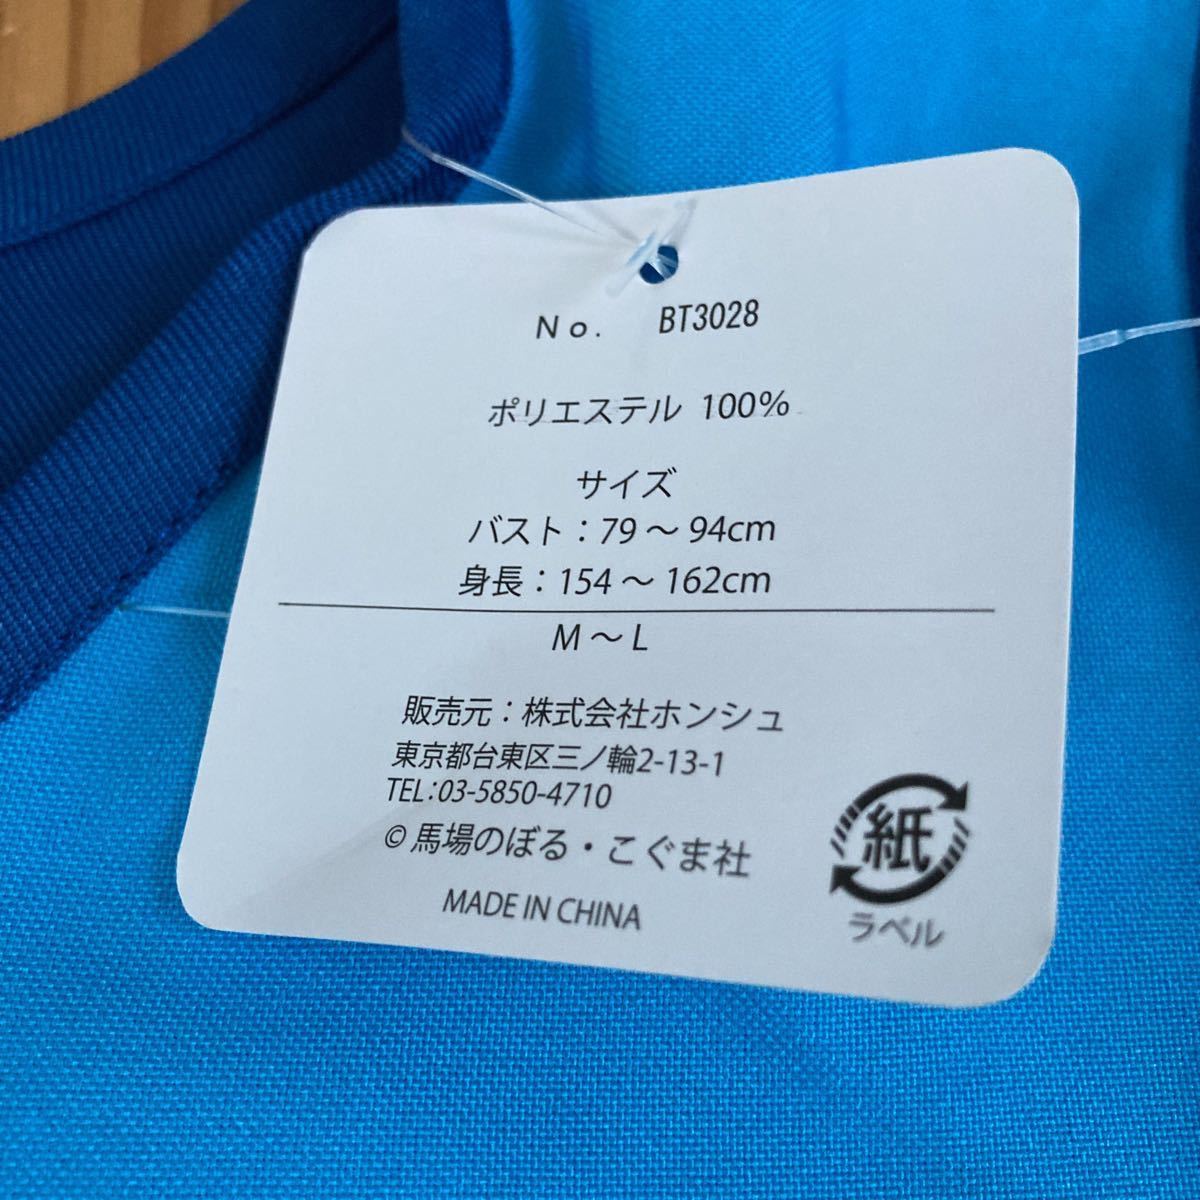 No. BT3028
ポリエステル 100%
サイズ
バスト：79〜94cm
身長：154〜162cm
M〜L
販売元：株式会社ホンシュ
東京都台東区三ノ輪2-13-1
TEL:03-5850-4710
© 馬場のぼる・こぐま社
MADE IN CHINA
紙
ラベル